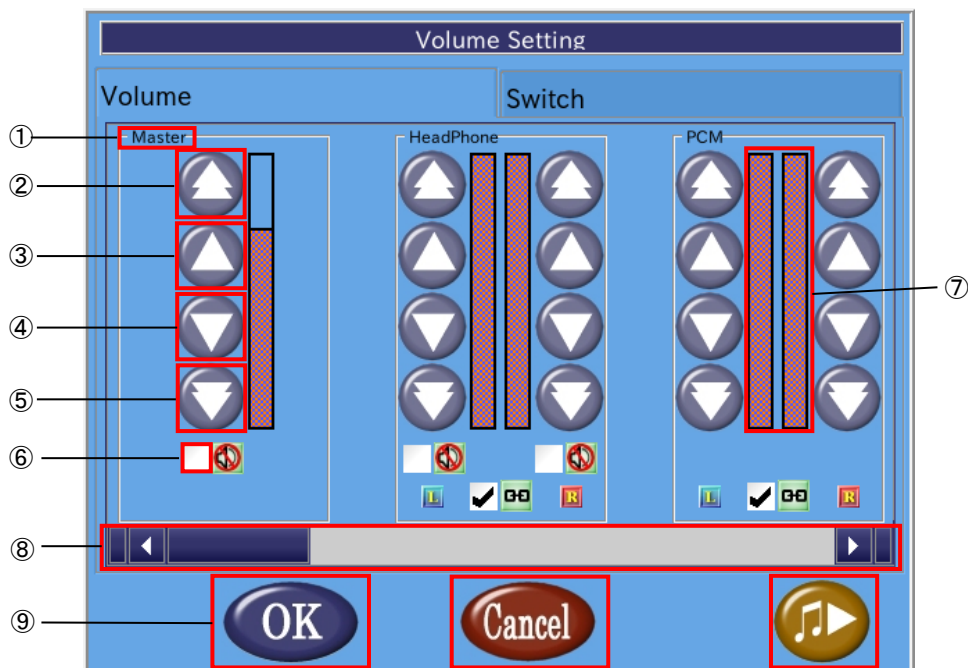 Volume Setting
Volume Switch
① Master HeadPhone PCM
②
③
④
⑦
⑤
⑥
L R L R
⑧
⑨ OK Cancel